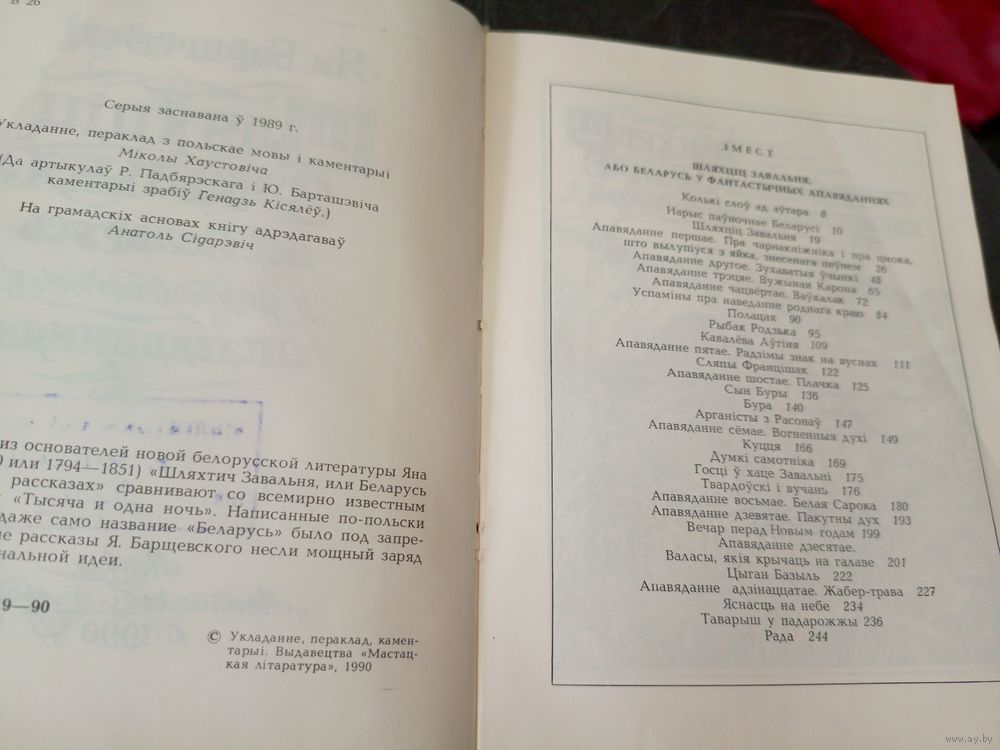 В 26
Серыя заснавана ў 1989 г.
Укладанне, пераклад з польскае мовы і каментарыі
Міколы Хаустовіча
(Да артыкулаў Р. Падбярэскага і Ю. Барташэвіча
каментарыі зрабіў Генадзь Кісялёў.)
На грамадскіх асновах кнігу адрэдагаваў
Анатоль Сідарэвіч
из основателей новой белорусской литературы Яна
0 или 1794—1851) «Шляхтич Завальня, или Беларусь
рассказах» сравнивают со всемирно известным
«Тысяча и одна ночь». Написанные по-польски
даже само название «Беларусь» было под запре-
ие рассказы Я. Барщевского несли мощный заряд
нальной идеи.
9—90
© Укладанне, пераклад, камен-
тарыі. Выдавецтва «Мастац-
кая літаратура», 1990
ЗМЕСТ
ШЛЯХЦІЦ ЗАВАЛЬНЯ,
АБО БЕЛАРУСЬ У ФАНТАСТЫЧНЫХ АПАВЯДАННЯХ
Колькі слоў ад аўтара 8
Нарыс паўночнае Беларусі 10
Шляхціц Завальня 19
Апавяданне першае. Пра чарнакніжніка і пра цмока,
што вылупіўся з яйка, знесенага пеўнем 26
Апавяданне другое. Зухаватыя ўчынкі 48
Апавяданне трэцяе. Вужыная Карона 65
Апавяданне чацвёртае. Ваўкалак 72
Успаміны пра наведанне роднага краю 84
Полацак 90
Рыбак Родзька 95
Кавалёва Аўгіня 109
Апавяданне пятае. Радзімы знак на вуснах 111
Сляпы Францішак 122
Апавяданне шостае. Плачка 125
Сын Буры 136
Бура 140
Арганісты з Расонаў 147
Апавяданне сёмае. Вогненныя духі 149
Куцця 166
Думкі самотніка 169
Госці ў хаце Завальні 175
Твардоўскі і вучань 176
Апавяданне восьмае. Белая Сарока 180
Апавяданне дзевятае. Пакутны дух 193
Вечар перад Новым годам 199
Апавяданне дзесятае.
Валасы, якія крычаць на галаве 201
Цыган Базыль 222
Апавяданне адзінаццатае. Жабер-трава 227
Яснасць на небе 234
Таварыш у падарожжы 236
Рада 244
www.ay.by